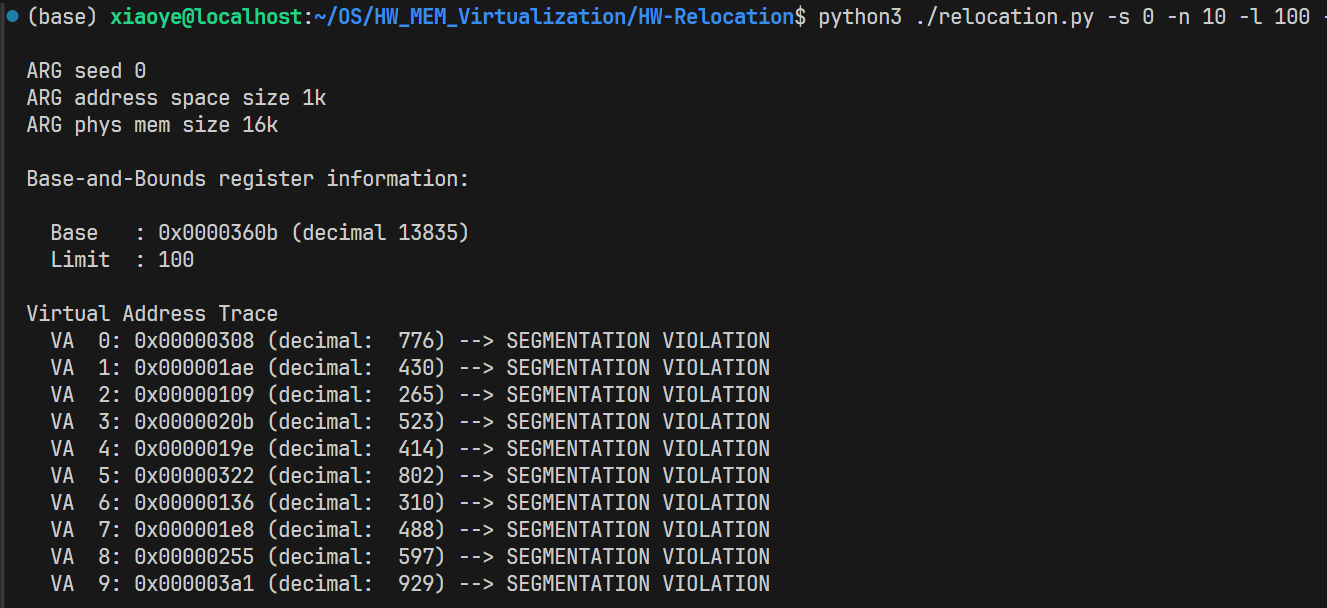 (base) xiaoye@localhost:~/OS/HW_MEM_Virtualization/HW-Relocation$ python3 ./relocation.py -s 0 -n 10 -l 100
ARG seed 0
ARG address space size 1k
ARG phys mem size 16k
Base-and-Bounds register information:
Base   : 0x0000360b (decimal 13835)
Limit  : 100
Virtual Address Trace
VA  0: 0x00000308 (decimal:  776) --> SEGMENTATION VIOLATION
VA  1: 0x000001ae (decimal:  430) --> SEGMENTATION VIOLATION
VA  2: 0x00000109 (decimal:  265) --> SEGMENTATION VIOLATION
VA  3: 0x0000020b (decimal:  523) --> SEGMENTATION VIOLATION
VA  4: 0x0000019e (decimal:  414) --> SEGMENTATION VIOLATION
VA  5: 0x00000322 (decimal:  802) --> SEGMENTATION VIOLATION
VA  6: 0x00000136 (decimal:  310) --> SEGMENTATION VIOLATION
VA  7: 0x000001e8 (decimal:  488) --> SEGMENTATION VIOLATION
VA  8: 0x00000255 (decimal:  597) --> SEGMENTATION VIOLATION
VA  9: 0x000003a1 (decimal:  929) --> SEGMENTATION VIOLATION